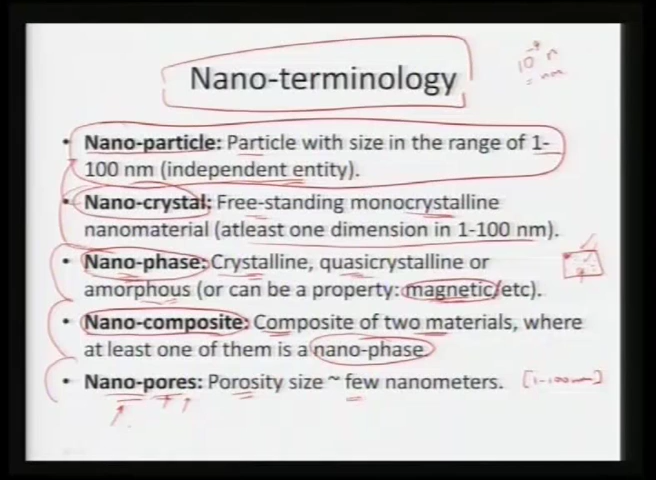 Nano-terminology
10⁻⁹ m
= nm
• Nano-particle: Particle with size in the range of 1-
100 nm (independent entity).
• Nano-crystal: Free-standing monocrystalline
nanomaterial (atleast one dimension in 1-100 nm).
• Nano-phase: Crystalline, quasicrystalline or
amorphous (or can be a property: magnetic/etc).
• Nano-composite: Composite of two materials, where
at least one of them is a nano-phase.
• Nano-pores: Porosity size ~ few nanometers. [1-100nm]